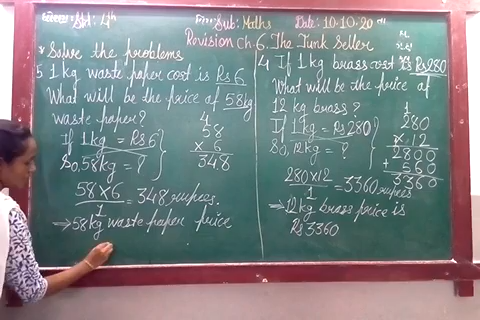 Std: 4th Sub: Maths Date: 10-10-20
Revision Ch 6. The Junk Seller
* Solve the problems
5 1 kg waste paper cost is Rs 6
What will be the price of 58 kg
waste paper?
If 1 kg = Rs 6
So, 58 kg = ?
4
58
x 6
348
58 x 6
1
= 348 rupees.
⇒ 58 kg waste paper price
4 If 1 kg brass cost Rs 280
What will be the price of
12 kg brass?
If 1 kg = Rs 280
So, 12 kg = ?
1
280
x 12
2800
+ 560
3360
280 x 12
1
= 3360 rupees
⇒ 12 kg brass price is
Rs 3360